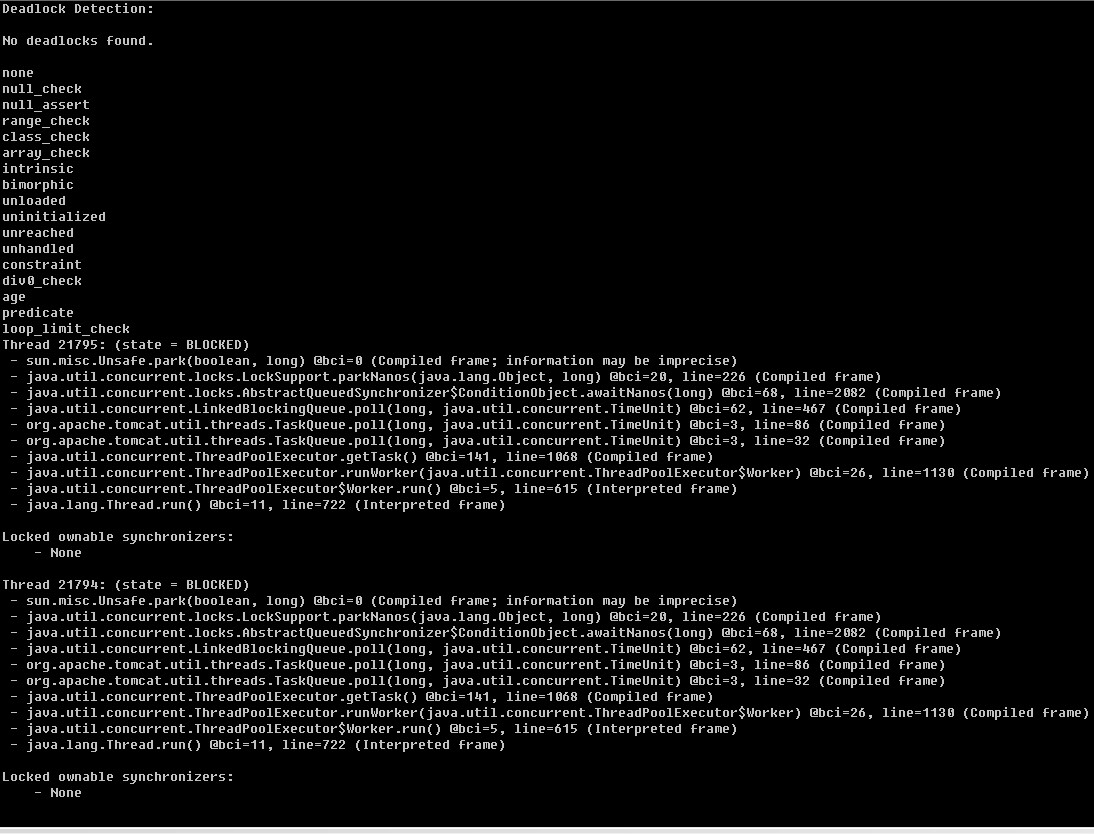 Deadlock Detection:
No deadlocks found.
none
null_check
null_assert
range_check
class_check
array_check
intrinsic
bimorphic
unloaded
uninitialized
unreached
unhandled
constraint
div0_check
age
predicate
loop_limit_check
Thread 21795: (state = BLOCKED)
- sun.misc.Unsafe.park(boolean, long) @bci=0 (Compiled frame; information may be imprecise)
- java.util.concurrent.locks.LockSupport.parkNanos(java.lang.Object, long) @bci=20, line=226 (Compiled frame)
- java.util.concurrent.locks.AbstractQueuedSynchronizer$ConditionObject.awaitNanos(long) @bci=68, line=2082 (Compiled frame)
- java.util.concurrent.LinkedBlockingQueue.poll(long, java.util.concurrent.TimeUnit) @bci=62, line=467 (Compiled frame)
- org.apache.tomcat.util.threads.TaskQueue.poll(long, java.util.concurrent.TimeUnit) @bci=3, line=86 (Compiled frame)
- org.apache.tomcat.util.threads.TaskQueue.poll(long, java.util.concurrent.TimeUnit) @bci=3, line=32 (Compiled frame)
- java.util.concurrent.ThreadPoolExecutor.getTask() @bci=141, line=1068 (Compiled frame)
- java.util.concurrent.ThreadPoolExecutor.runWorker(java.util.concurrent.ThreadPoolExecutor$Worker) @bci=26, line=1130 (Compiled frame)
- java.util.concurrent.ThreadPoolExecutor$Worker.run() @bci=5, line=615 (Interpreted frame)
- java.lang.Thread.run() @bci=11, line=722 (Interpreted frame)
Locked ownable synchronizers:
- None
Thread 21794: (state = BLOCKED)
- sun.misc.Unsafe.park(boolean, long) @bci=0 (Compiled frame; information may be imprecise)
- java.util.concurrent.locks.LockSupport.parkNanos(java.lang.Object, long) @bci=20, line=226 (Compiled frame)
- java.util.concurrent.locks.AbstractQueuedSynchronizer$ConditionObject.awaitNanos(long) @bci=68, line=2082 (Compiled frame)
- java.util.concurrent.LinkedBlockingQueue.poll(long, java.util.concurrent.TimeUnit) @bci=62, line=467 (Compiled frame)
- org.apache.tomcat.util.threads.TaskQueue.poll(long, java.util.concurrent.TimeUnit) @bci=3, line=86 (Compiled frame)
- org.apache.tomcat.util.threads.TaskQueue.poll(long, java.util.concurrent.TimeUnit) @bci=3, line=32 (Compiled frame)
- java.util.concurrent.ThreadPoolExecutor.getTask() @bci=141, line=1068 (Compiled frame)
- java.util.concurrent.ThreadPoolExecutor.runWorker(java.util.concurrent.ThreadPoolExecutor$Worker) @bci=26, line=1130 (Compiled frame)
- java.util.concurrent.ThreadPoolExecutor$Worker.run() @bci=5, line=615 (Interpreted frame)
- java.lang.Thread.run() @bci=11, line=722 (Interpreted frame)
Locked ownable synchronizers:
- None